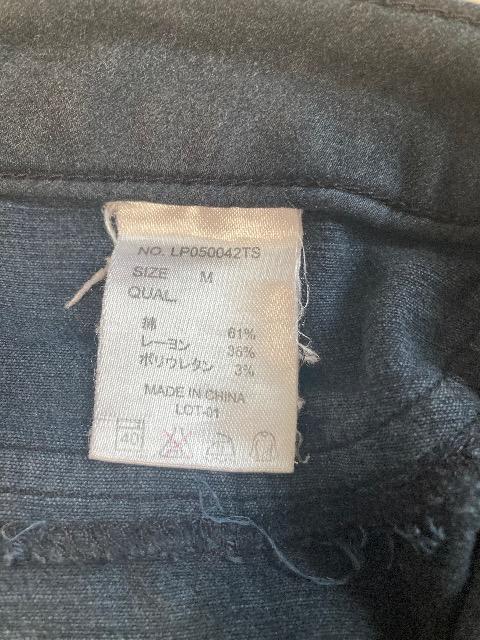 NO. LP050042TS
SIZE M
QUAL.
綿 61%
レーヨン 36%
ポリウレタン 3%
MADE IN CHINA
LOT-01
40